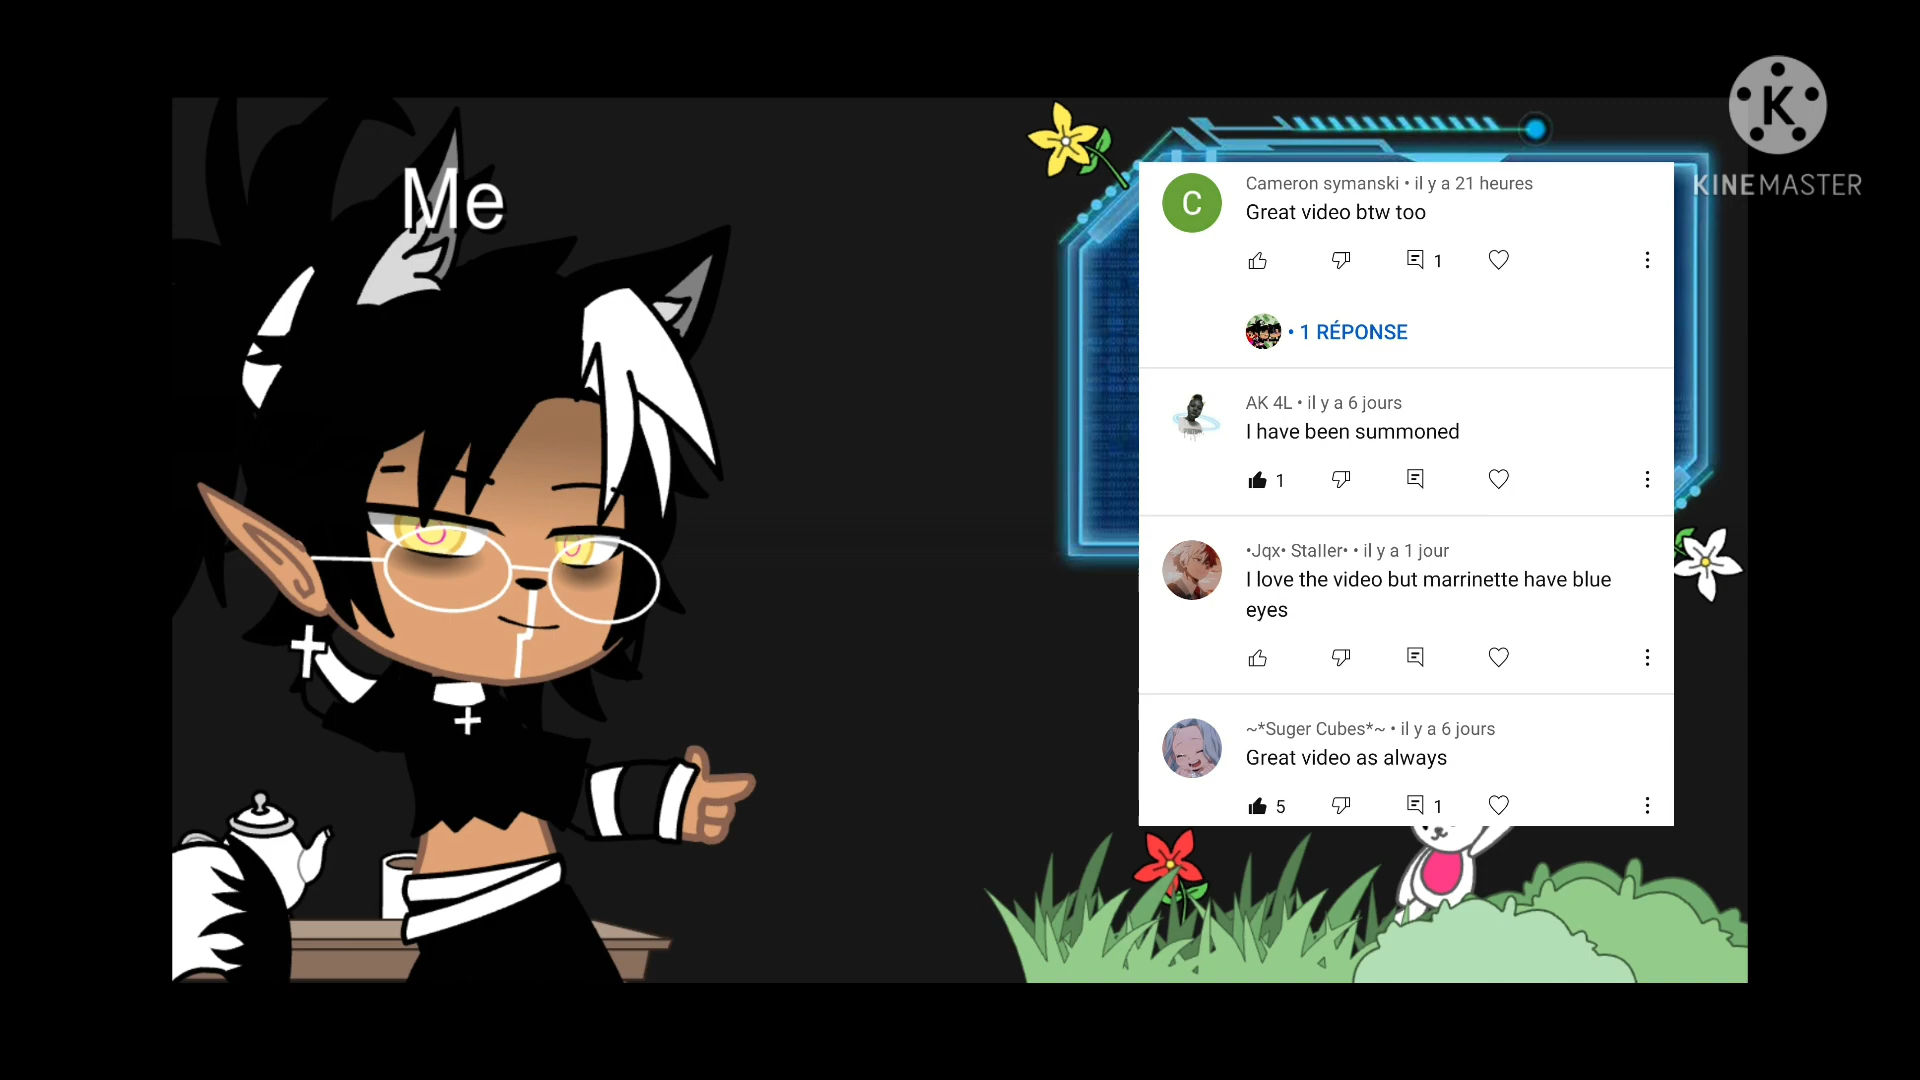 Me
KINEMASTER
C
Cameron symanski • il y a 21 heures
Great video btw too
1
• 1 RÉPONSE
AK 4L • il y a 6 jours
I have been summoned
1
•Jqx• Staller• • il y a 1 jour
I love the video but marrinette have blue
eyes
~*Suger Cubes*~ • il y a 6 jours
Great video as always
5 1